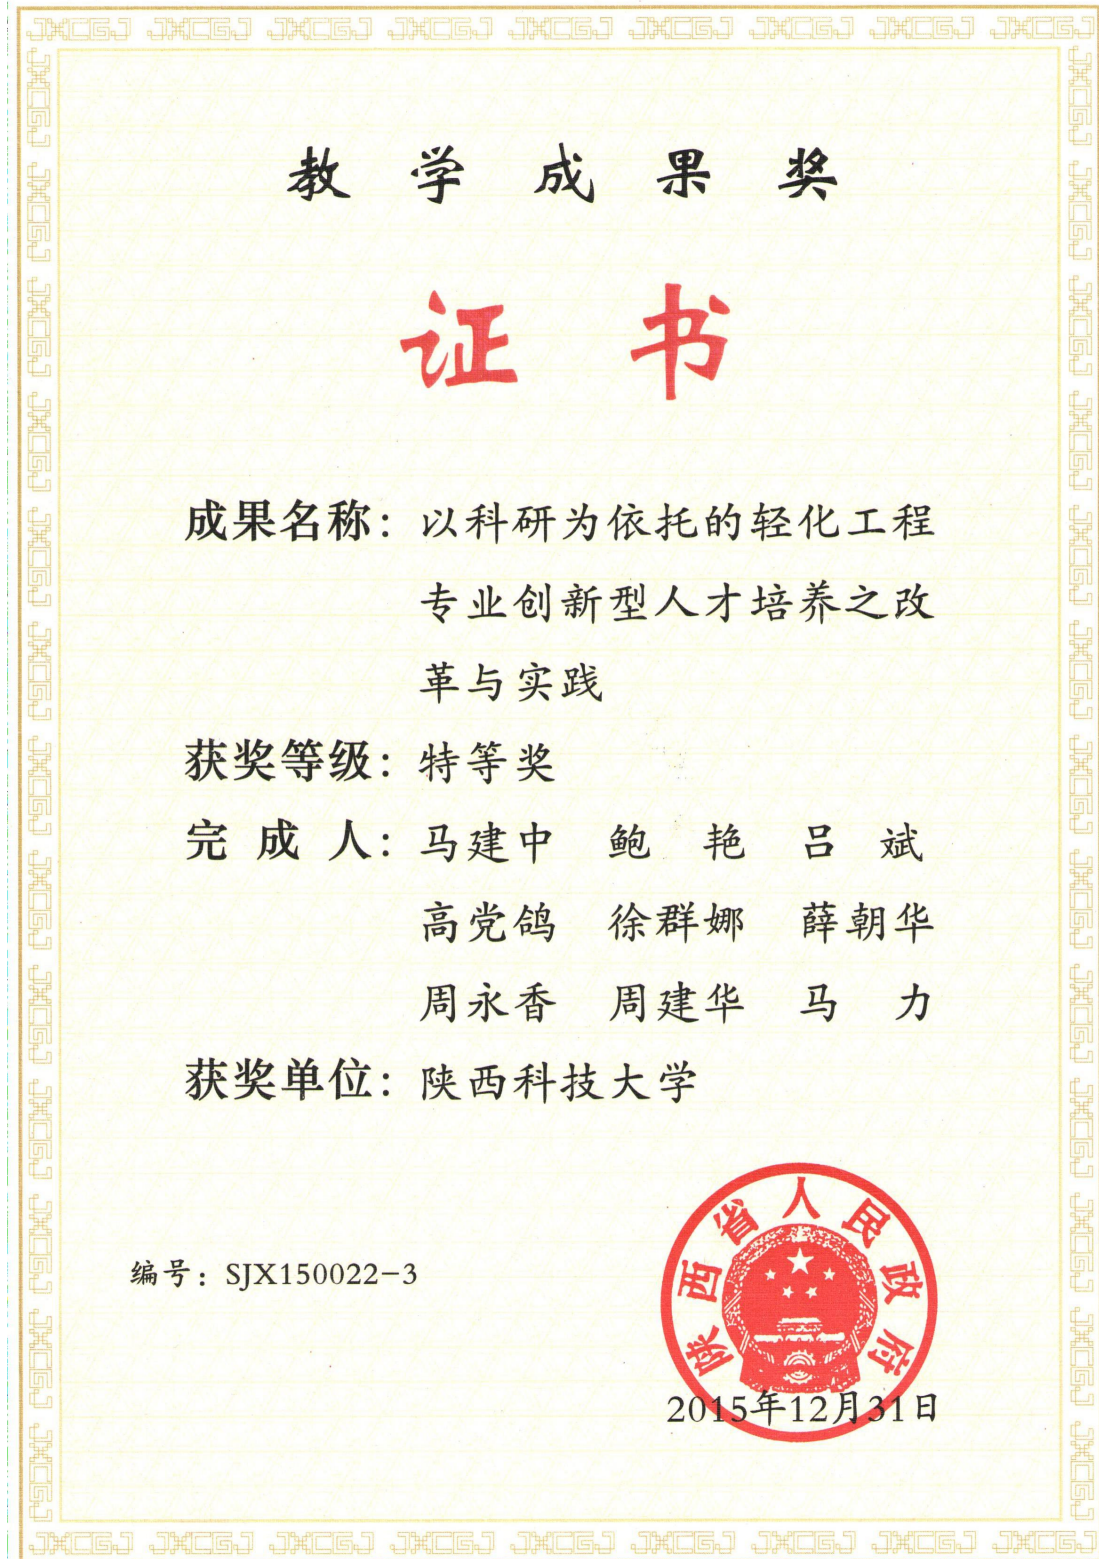 教学成果奖
证书
成果名称：以科研为依托的轻化工程
专业创新型人才培养之改
革与实践
获奖等级：特等奖
完成人：马建中 鲍艳 吕斌
高党鸽 徐群娜 薛朝华
周永香 周建华 马力
获奖单位：陕西科技大学
陕西省人民政府
编号：SJX150022-3
2015年12月31日